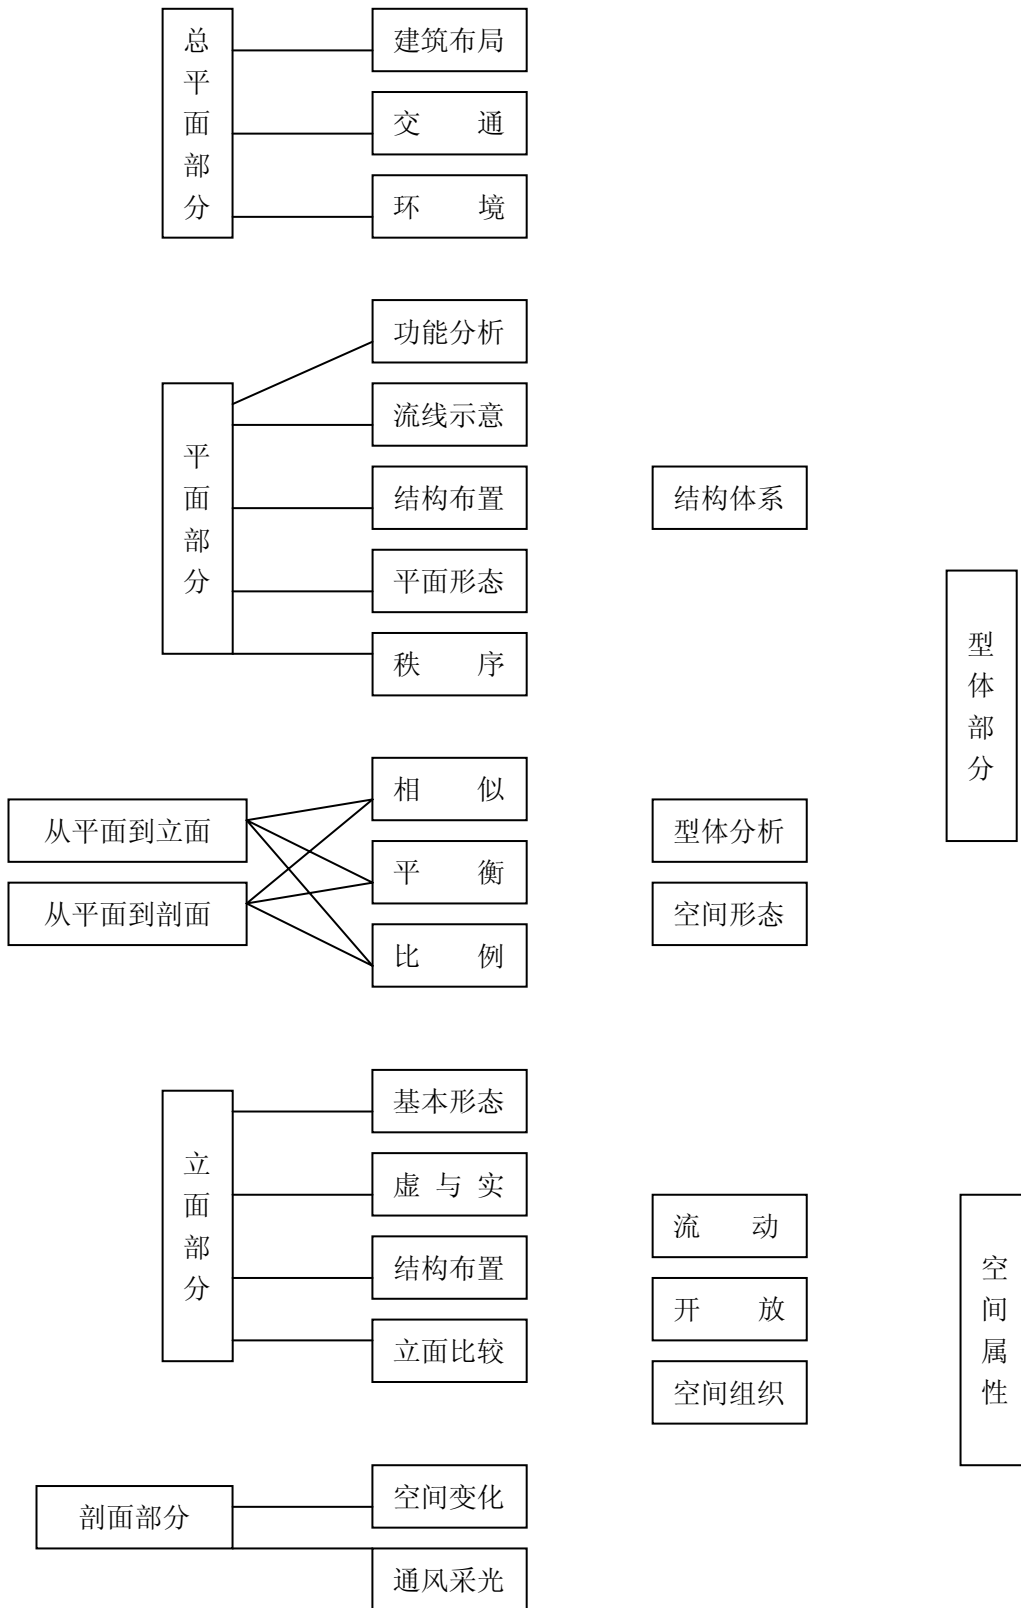 总平面部分
建筑布局
交 通
环 境
平面部分
功能分析
流线示意
结构布置
平面形态
秩 序
结构体系
型体部分
从平面到立面
从平面到剖面
相 似
平 衡
比 例
型体分析
空间形态
立面部分
基本形态
虚 与 实
结构布置
立面比较
流 动
开 放
空间组织
空间属性
剖面部分
空间变化
通风采光